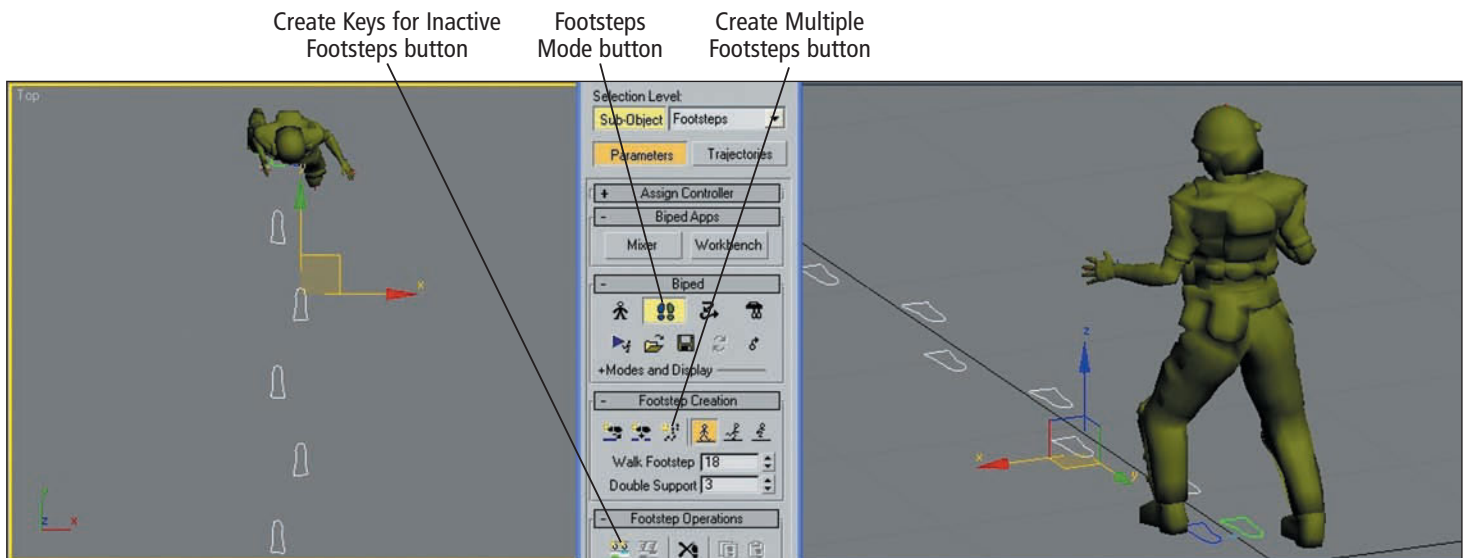 Create Keys for Inactive
Footsteps button
Footsteps
Mode button
Create Multiple
Footsteps button
Top
z
x
y
x
Selection Level:
Sub-Object Footsteps
Parameters Trajectories
+ Assign Controller
- Biped Apps
Mixer Workbench
- Biped
+Modes and Display
- Footstep Creation
Walk Footstep 18
Double Support 3
- Footstep Operations
z
x
y